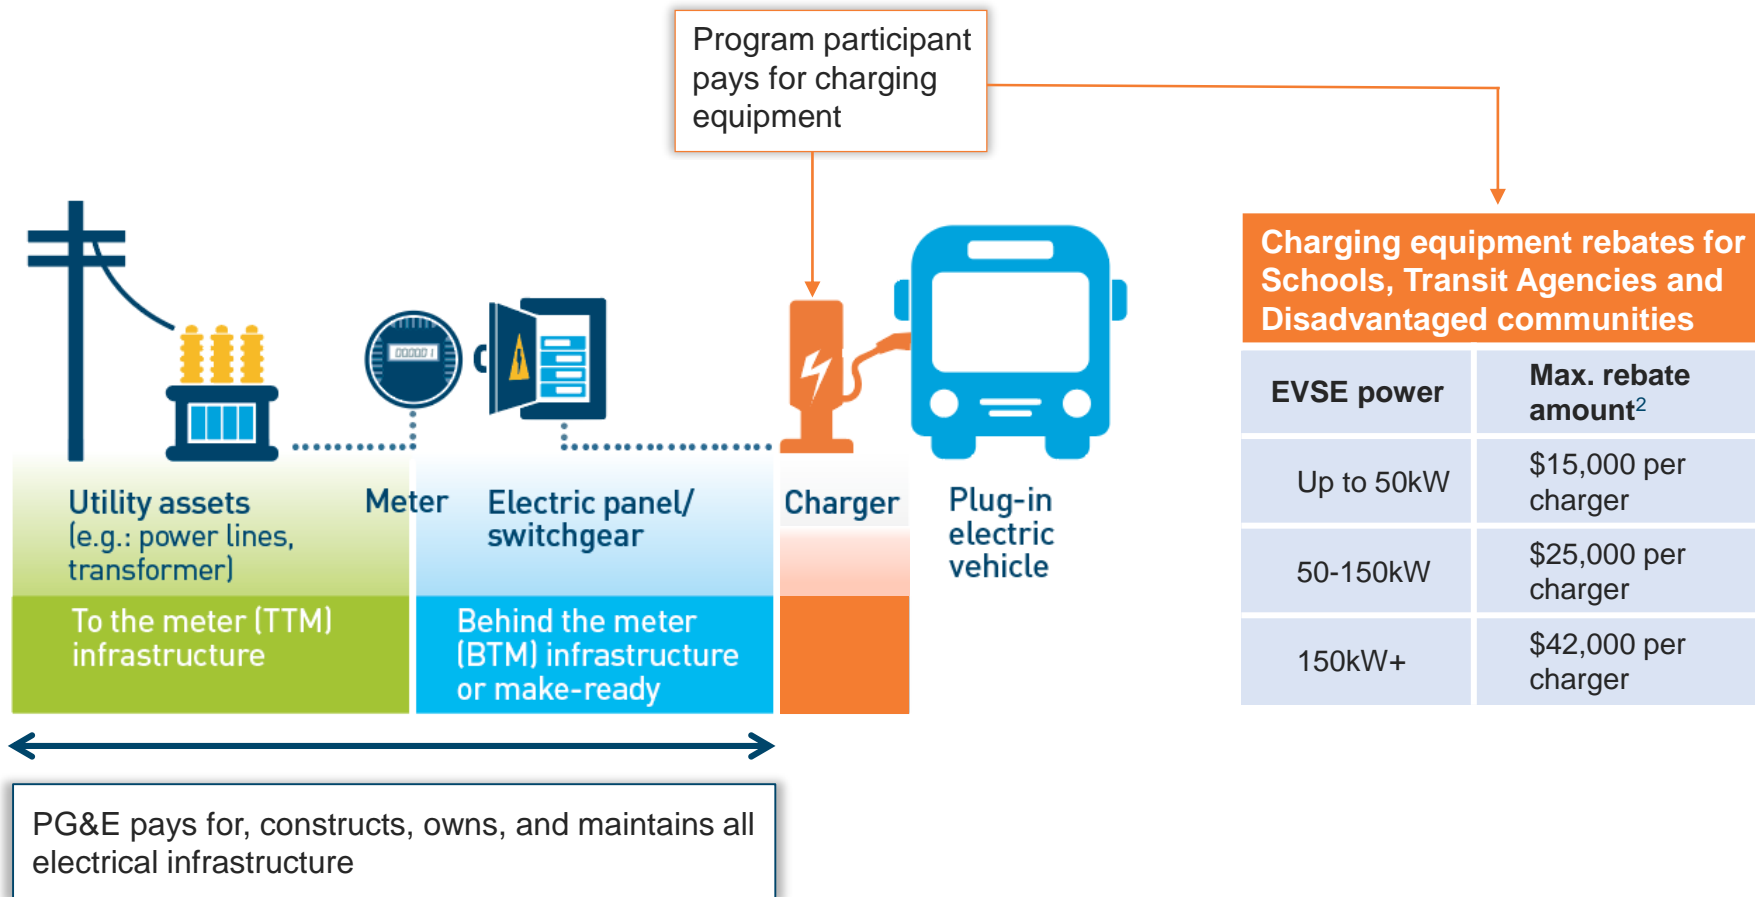 Program participant
pays for charging
equipment
000001
Utility assets
(e.g.: power lines,
transformer)
Meter
Electric panel/
switchgear
Charger
Plug-in
electric
vehicle
To the meter (TTM)
infrastructure
Behind the meter
(BTM) infrastructure
or make-ready
PG&E pays for, constructs, owns, and maintains all
electrical infrastructure
Charging equipment rebates for
Schools, Transit Agencies and
Disadvantaged communities
EVSE power
Max. rebate
amount²
Up to 50kW
$15,000 per
charger
50-150kW
$25,000 per
charger
150kW+
$42,000 per
charger